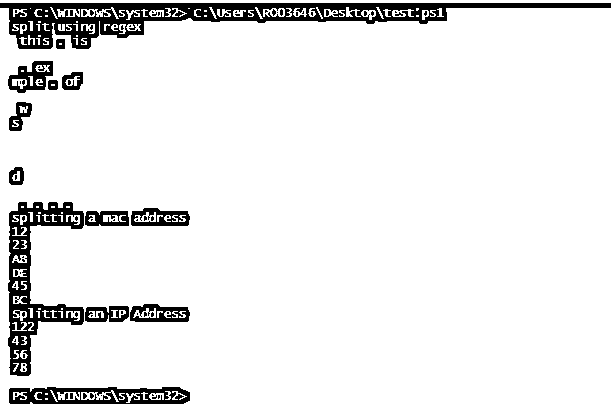 PS C:\WINDOWS\system32> C:\Users\R003646\Desktop\test.ps1
split using regex
this . is
. ex
mple . of
w
s
d
. . . .
splitting a mac address
12
23
AB
DE
45
BC
Splitting an IP Address
122
43
56
78
PS C:\WINDOWS\system32>